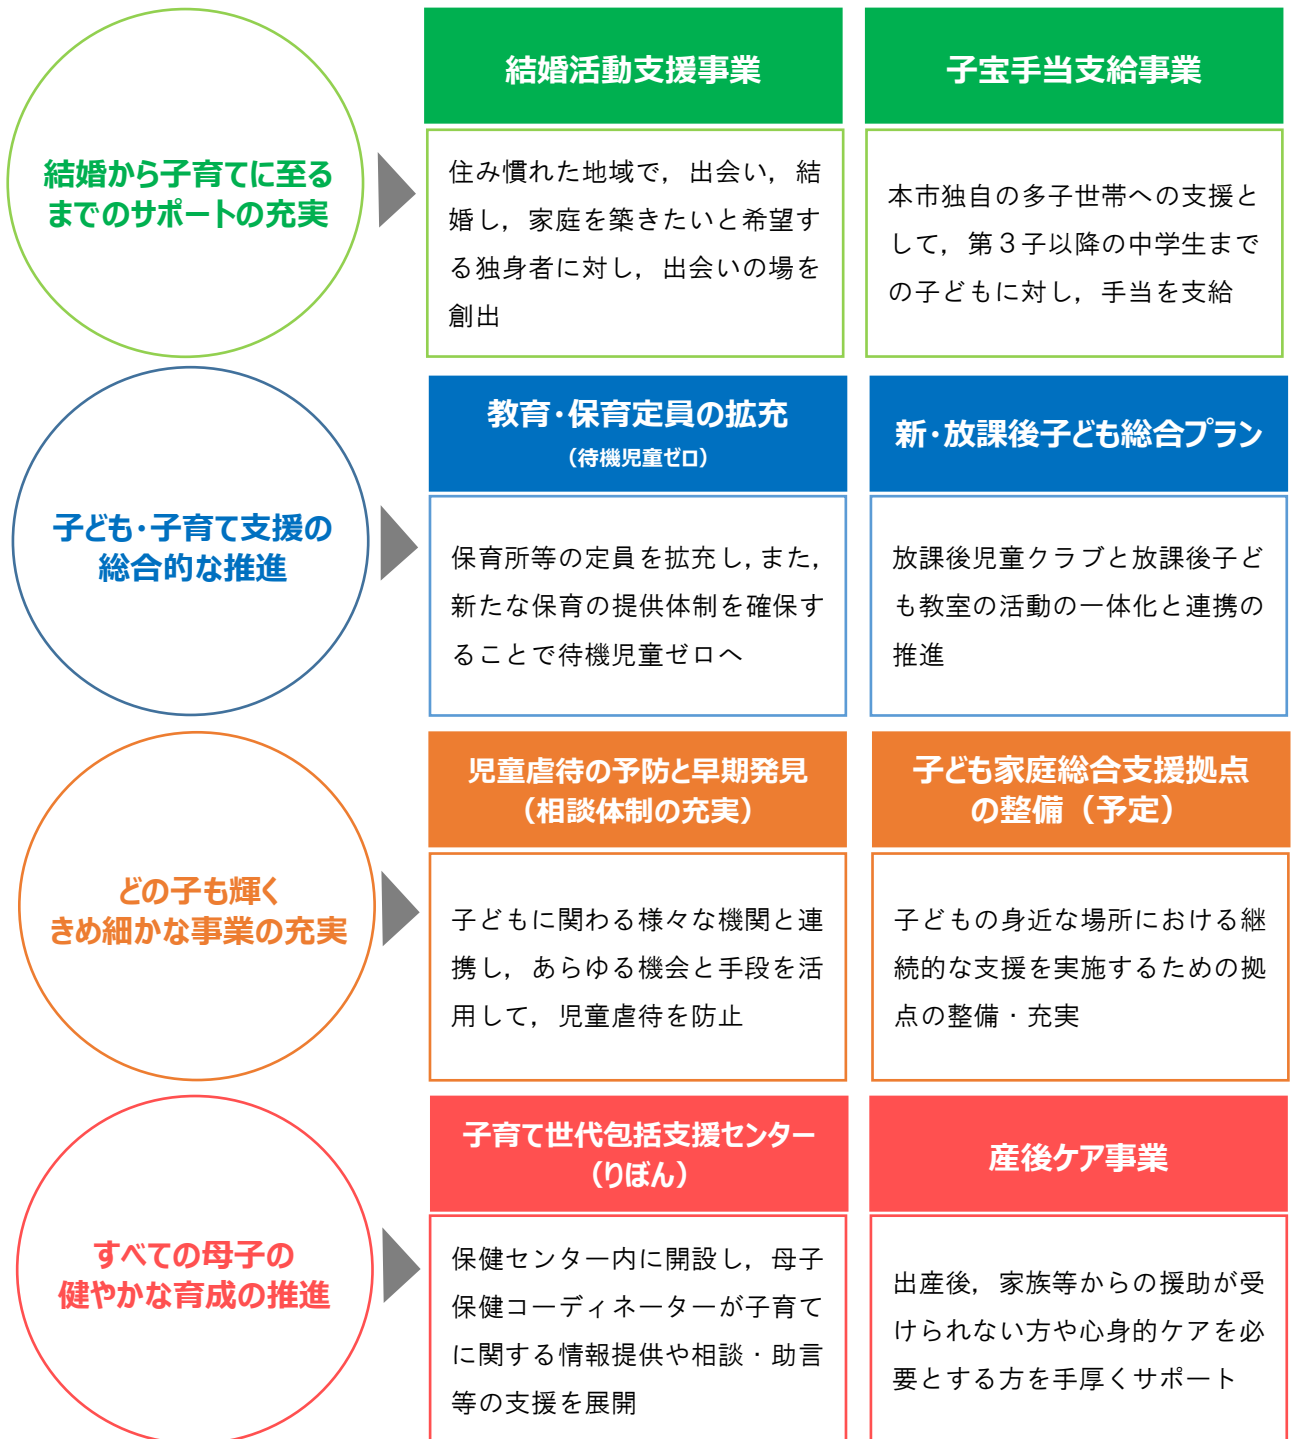 結婚から子育てに至る
までのサポートの充実
結婚活動支援事業
住み慣れた地域で，出会い，結
婚し，家庭を築きたいと希望す
る独身者に対し，出会いの場を
創出
子宝手当支給事業
本市独自の多子世帯への支援と
して，第３子以降の中学生まで
の子どもに対し，手当を支給
子ども・子育て支援の
総合的な推進
教育・保育定員の拡充
（待機児童ゼロ）
保育所等の定員を拡充し，また，
新たな保育の提供体制を確保す
ることで待機児童ゼロへ
新・放課後子ども総合プラン
放課後児童クラブと放課後子ど
も教室の活動の一体化と連携の
推進
どの子も輝く
きめ細かな事業の充実
児童虐待の予防と早期発見
（相談体制の充実）
子どもに関わる様々な機関と連
携し，あらゆる機会と手段を活
用して，児童虐待を防止
子ども家庭総合支援拠点
の整備（予定）
子どもの身近な場所における継
続的な支援を実施するための拠
点の整備・充実
すべての母子の
健やかな育成の推進
子育て世代包括支援センター
（りぼん）
保健センター内に開設し，母子
保健コーディネーターが子育て
に関する情報提供や相談・助言
等の支援を展開
産後ケア事業
出産後，家族等からの援助が受
けられない方や心身的ケアを必
要とする方を手厚くサポート